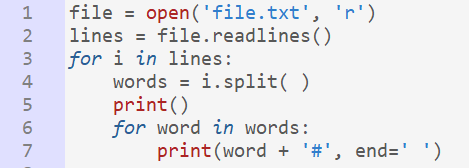 1 file = open('file.txt', 'r')
2 lines = file.readlines()
3 for i in lines:
4     words = i.split( )
5     print()
6     for word in words:
7         print(word + '#', end=' ')